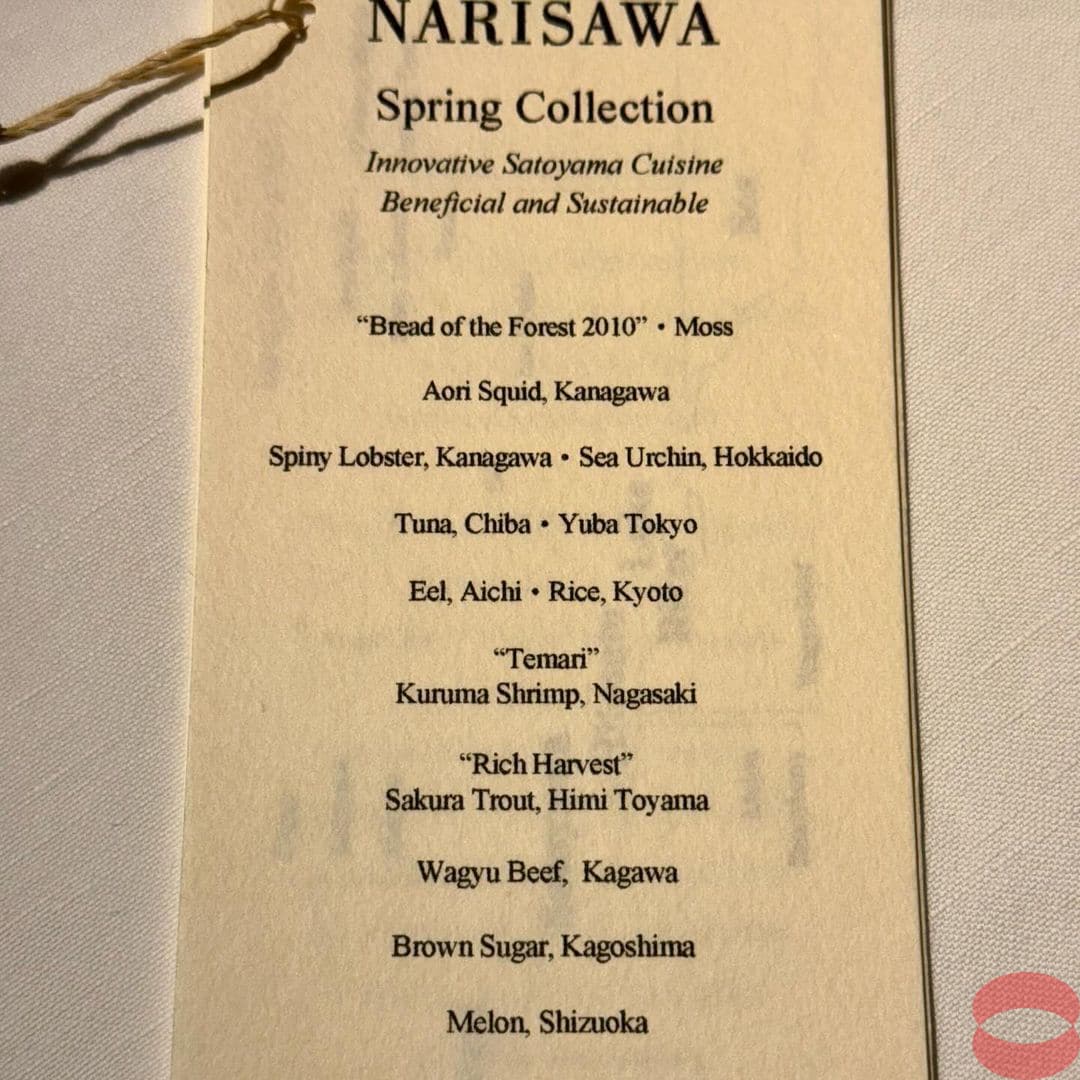 NARISAWA
Spring Collection
Innovative Satoyama Cuisine
Beneficial and Sustainable
“Bread of the Forest 2010” • Moss
Aori Squid, Kanagawa
Spiny Lobster, Kanagawa • Sea Urchin, Hokkaido
Tuna, Chiba • Yuba Tokyo
Eel, Aichi • Rice, Kyoto
“Temari”
Kuruma Shrimp, Nagasaki
“Rich Harvest”
Sakura Trout, Himi Toyama
Wagyu Beef, Kagawa
Brown Sugar, Kagoshima
Melon, Shizuoka